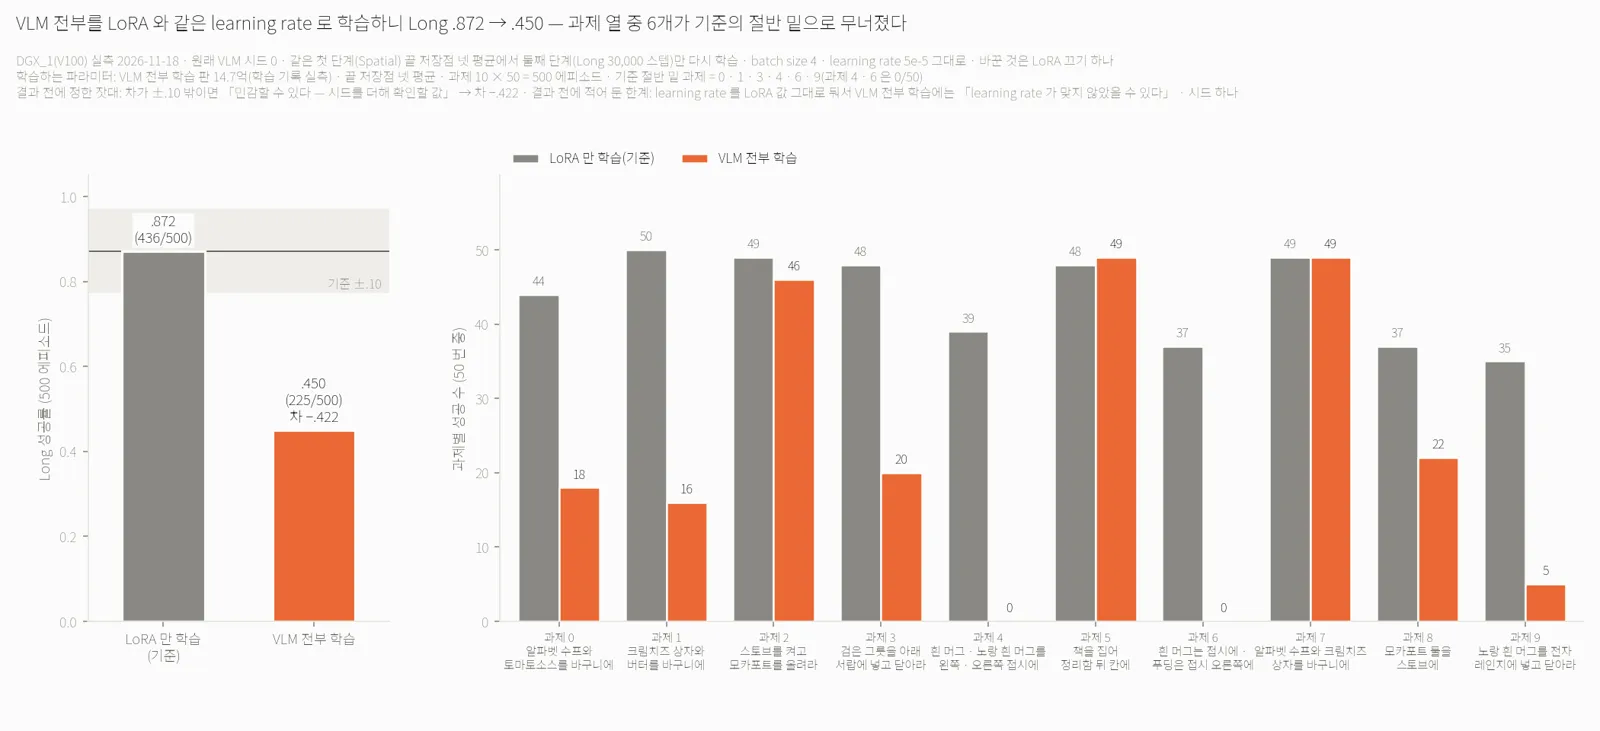 VLM 전부를 LoRA 와 같은 learning rate 로 학습하니 Long .872 → .450 — 과제 열 중 6개가 기준의 절반 밑으로 무너졌다
DGX_1(V100) 실측 2026-11-18 · 원래 VLM 시드 0 · 같은 첫 단계(Spatial) 끝 저장점 넷 평균에서 둘째 단계(Long 30,000 스텝)만 다시 학습 · batch size 4 · learning rate 5e-5 그대로 · 바꾼 것은 LoRA 끄기 하나
학습하는 파라미터: VLM 전부 학습 판 14.7억(학습 기록 실측) · 끝 저장점 넷 평균 · 과제 10 × 50 = 500 에피소드 · 기준 절반 밑 과제 = 0 · 1 · 3 · 4 · 6 · 9(과제 4 · 6 은 0/50)
결과 전에 정한 잣대: 차가 ±.10 밖이면 「민감할 수 있다 — 시드를 더해 확인할 값」 → 차 −.422 · 결과 전에 적어 둔 한계: learning rate 를 LoRA 값 그대로 둬서 VLM 전부 학습에는 「learning rate 가 맞지 않았을 수 있다」 · 시드 하나
LoRA 만 학습(기준)
VLM 전부 학습
Long 성공률 (500 에피소드)
1.0
0.8
0.6
0.4
0.2
0.0
.872
(436/500)
기준 ±.10
.450
(225/500)
차 −.422
LoRA 만 학습
(기준)
VLM 전부 학습
과제별 성공 수 (50 번 중)
50
40
30
20
10
0
44
18
50
16
49
46
48
20
39
0
48
49
37
0
49
49
37
22
35
5
과제 0
알파벳 수프와
토마토소스를 바구니에
과제 1
크림치즈 상자와
버터를 바구니에
과제 2
스토브를 켜고
모카포트를 올려라
과제 3
검은 그릇을 아래
서랍에 넣고 닫아라
과제 4
흰 머그 · 노랑 흰 머그를
왼쪽 · 오른쪽 접시에
과제 5
책을 집어
정리함 뒤 칸에
과제 6
흰 머그는 접시에 ·
푸딩은 접시 오른쪽에
과제 7
알파벳 수프와 크림치즈
상자를 바구니에
과제 8
모카포트 둘을
스토브에
과제 9
노랑 흰 머그를 전자
레인지에 넣고 닫아라